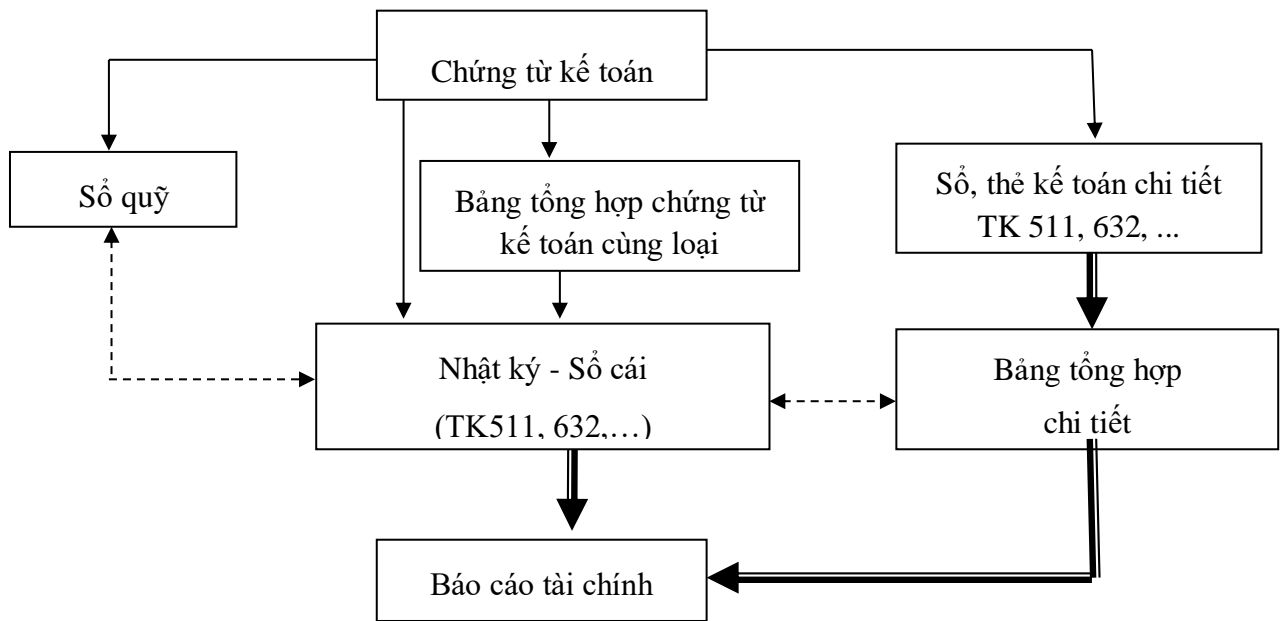 Chứng từ kế toán
Sổ quỹ
Bảng tổng hợp chứng từ
kế toán cùng loại
Sổ, thẻ kế toán chi tiết
TK 511, 632, ...
Nhật ký - Sổ cái
(TK511, 632,…)
Bảng tổng hợp
chi tiết
Báo cáo tài chính